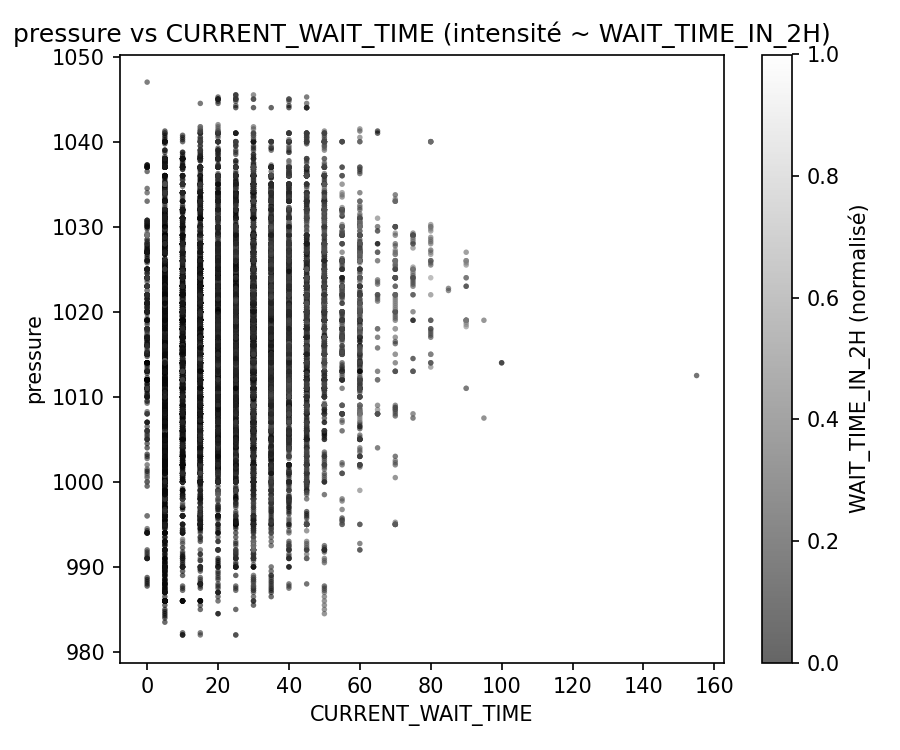 pressure vs CURRENT_WAIT_TIME (intensité ~ WAIT_TIME_IN_2H)
1050
1040
1030
1020
1010
1000
990
980
pressure
0 20 40 60 80 100 120 140 160
CURRENT_WAIT_TIME
1.0
0.8
0.6
0.4
0.2
0.0
WAIT_TIME_IN_2H (normalisé)